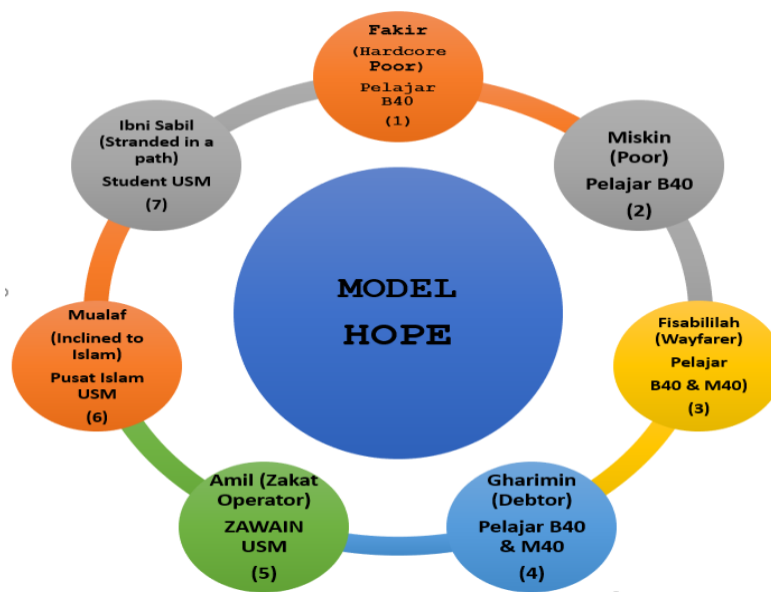 Fakir
(Hardcore
Poor)
Pelajar
B40
(1)
Miskin
(Poor)
Pelajar B40
(2)
Fisabililah
(Wayfarer)
Pelajar
B40 & M40)
(3)
Gharimin
(Debtor)
Pelajar B40
& M40
(4)
Amil (Zakat
Operator)
ZAWAIN
USM
(5)
Mualaf
(Inclined to
Islam)
Pusat Islam
USM
(6)
Ibni Sabil
(Stranded in a
path)
Student USM
(7)
MODEL
HOPE